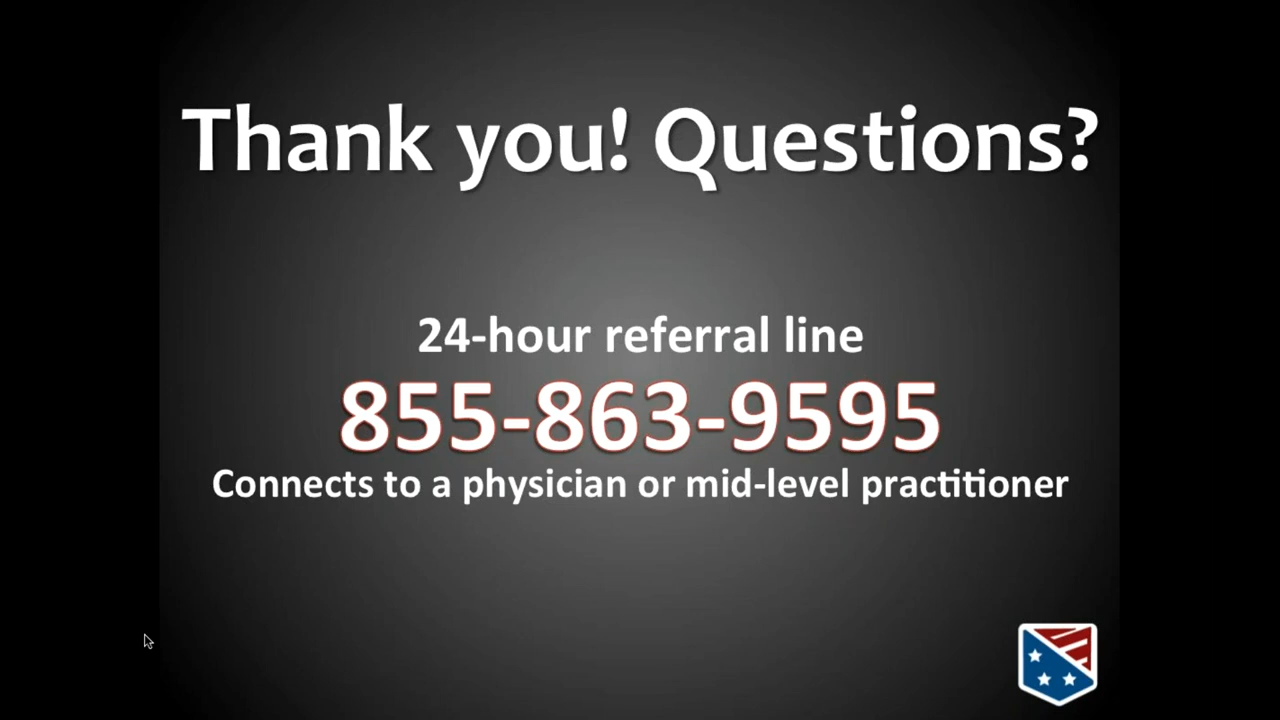 Thank you! Questions?
24-hour referral line
855-863-9595
Connects to a physician or mid-level practitioner